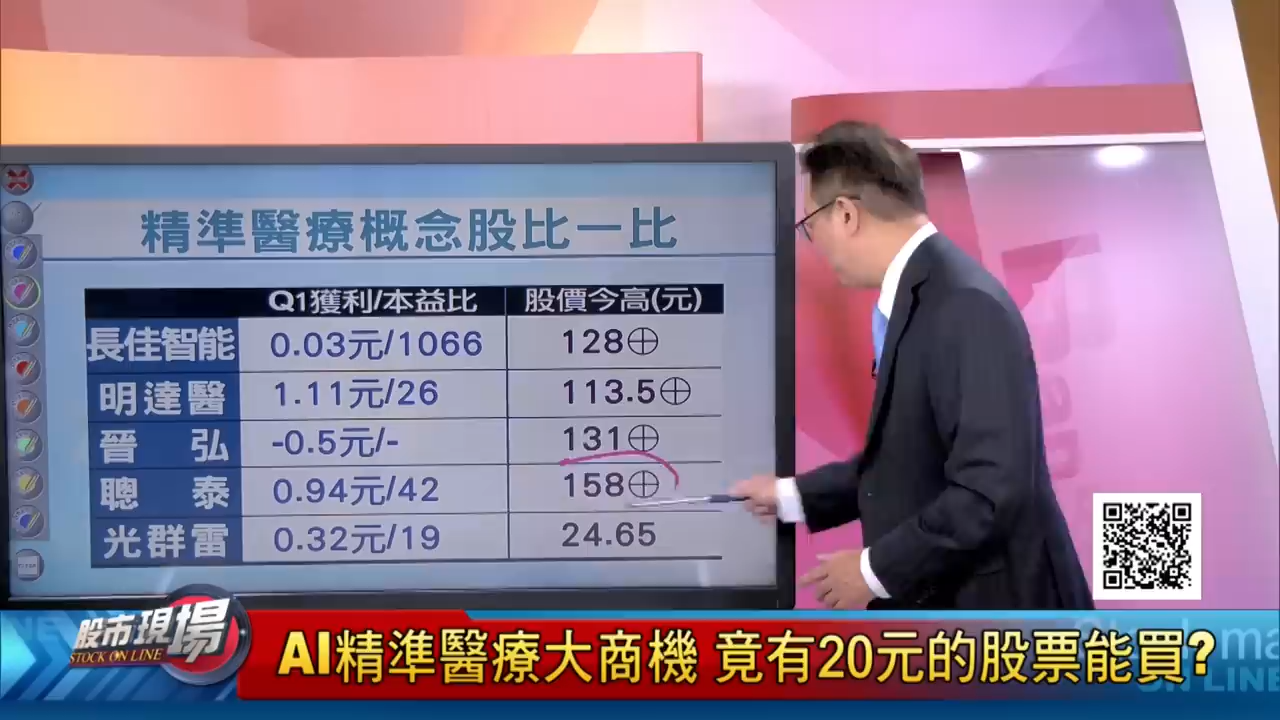 精準醫療概念股比一比
Q1獲利/本益比 股價今高(元)
長佳智能 0.03元/1066 128⊕
明達醫 1.11元/26 113.5⊕
晉弘 -0.5元/- 131⊕
聰泰 0.94元/42 158⊕
光群雷 0.32元/19 24.65
股市現場
STOCK ON LINE
AI精準醫療大商機 竟有20元的股票能買?
ON LINE